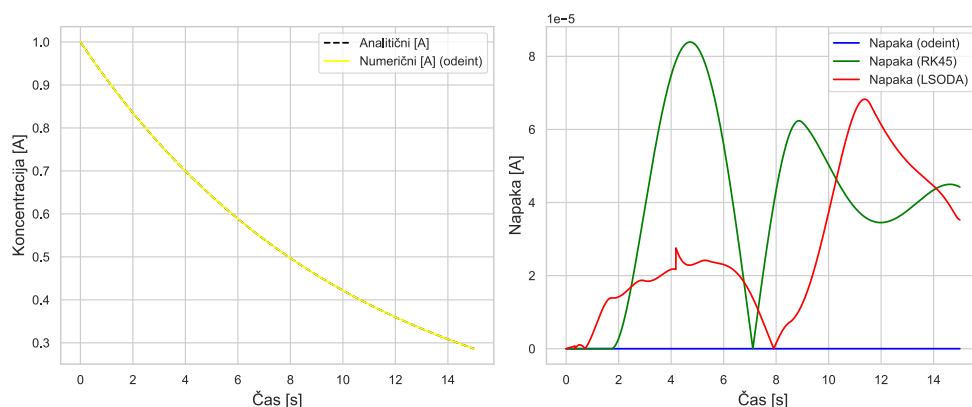 1.0
0.9
0.8
0.7
0.6
0.5
0.4
0.3
0 2 4 6 8 10 12 14
Koncentracija [A]
Čas [s]
Analitični [A]
Numerični [A] (odeint)
1e−5
8
6
4
2
0
0 2 4 6 8 10 12 14
Napaka [A]
Čas [s]
Napaka (odeint)
Napaka (RK45)
Napaka (LSODA)